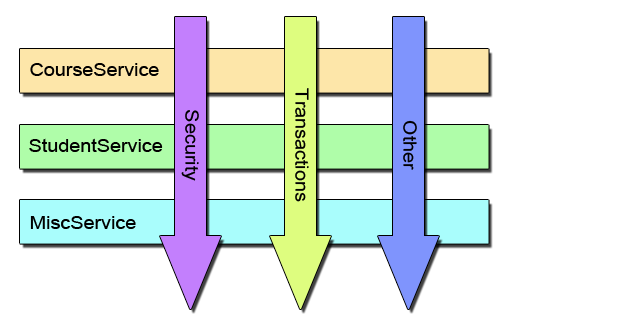 CourseService
StudentService
MiscService
Security
Transactions
Other